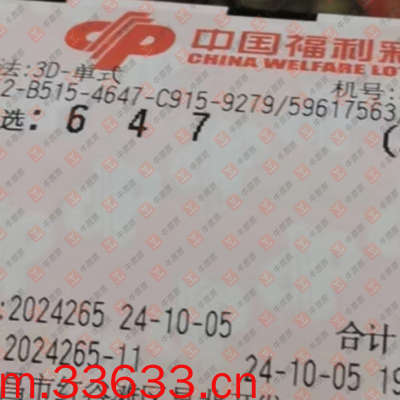 中国福利彩
CHINA WELFARE LO
法:3D-单式
机号:
2-B515-4647-C915-9279/59617563
选: 6 4 7
(
:2024265 24-10-05
合计
2024265-11
24-10-05 19
m.33633.cn